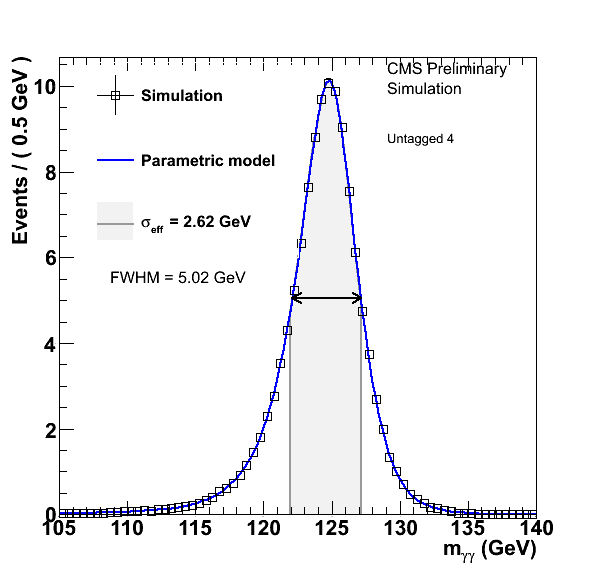 CMS Preliminary
Simulation
Untagged 4
Simulation
Parametric model
σeff = 2.62 GeV
FWHM = 5.02 GeV
Events / ( 0.5 GeV )
10
8
6
4
2
0
105 110 115 120 125 130 135 140
mγγ (GeV)